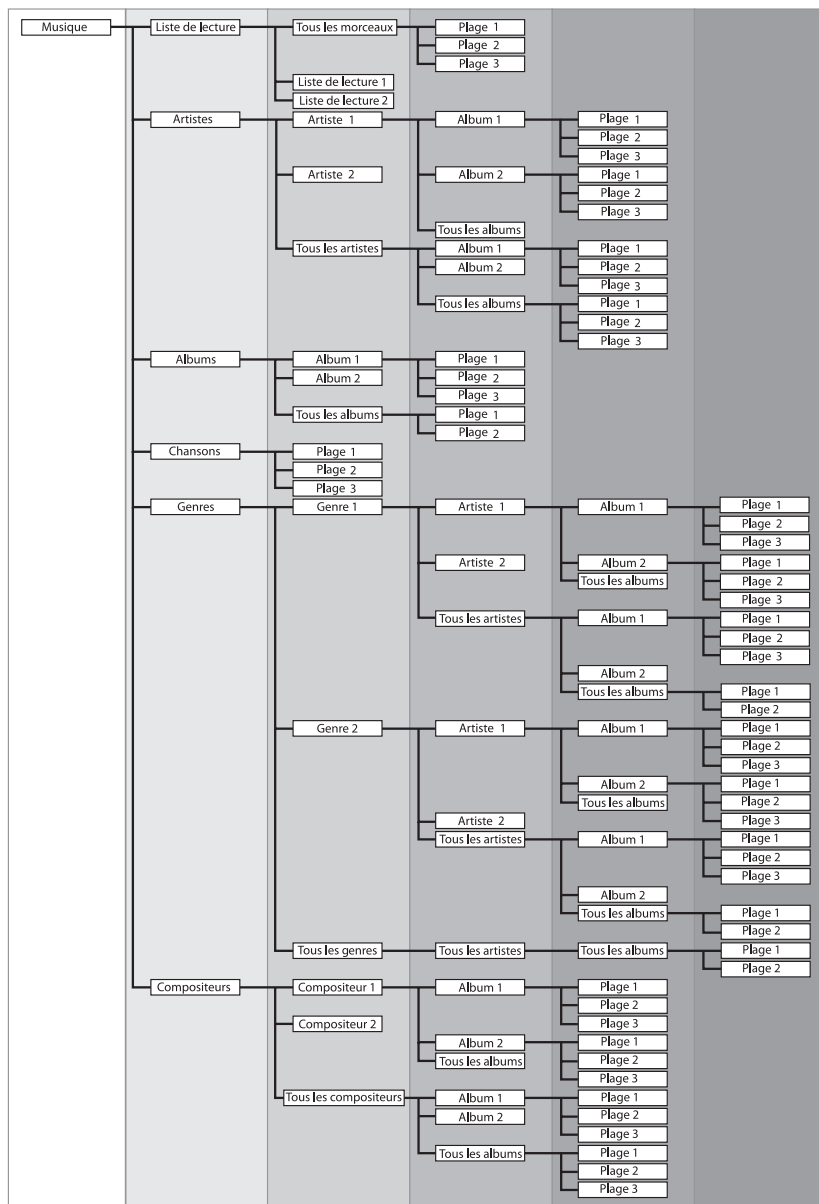 Musique Liste de lecture Tous les morceaux Plage 1
Plage 2
Plage 3
Liste de lecture 1
Liste de lecture 2
Artistes Artiste 1 Album 1 Plage 1
Plage 2
Plage 3
Artiste 2 Album 2 Plage 1
Plage 2
Plage 3
Tous les albums
Tous les artistes Album 1 Plage 1
Album 2 Plage 2
Plage 3
Tous les albums Plage 1
Plage 2
Plage 3
Albums Album 1 Plage 1
Album 2 Plage 2
Plage 3
Tous les albums Plage 1
Plage 2
Chansons Plage 1
Plage 2
Plage 3
Genres Genre 1 Artiste 1 Album 1 Plage 1
Plage 2
Plage 3
Artiste 2 Album 2 Plage 1
Tous les albums Plage 2
Plage 3
Tous les artistes Album 1 Plage 1
Plage 2
Plage 3
Album 2
Tous les albums Plage 1
Plage 2
Genre 2 Artiste 1 Album 1 Plage 1
Plage 2
Plage 3
Album 2 Plage 1
Tous les albums Plage 2
Artiste 2 Plage 3
Tous les artistes Album 1 Plage 1
Plage 2
Plage 3
Album 2
Tous les albums Plage 1
Plage 2
Tous les genres Tous les artistes Tous les albums Plage 1
Plage 2
Compositeurs Compositeur 1 Album 1 Plage 1
Plage 2
Compositeur 2 Plage 3
Album 2 Plage 1
Tous les albums Plage 2
Plage 3
Tous les compositeurs Album 1 Plage 1
Album 2 Plage 2
Plage 3
Tous les albums Plage 1
Plage 2
Plage 3